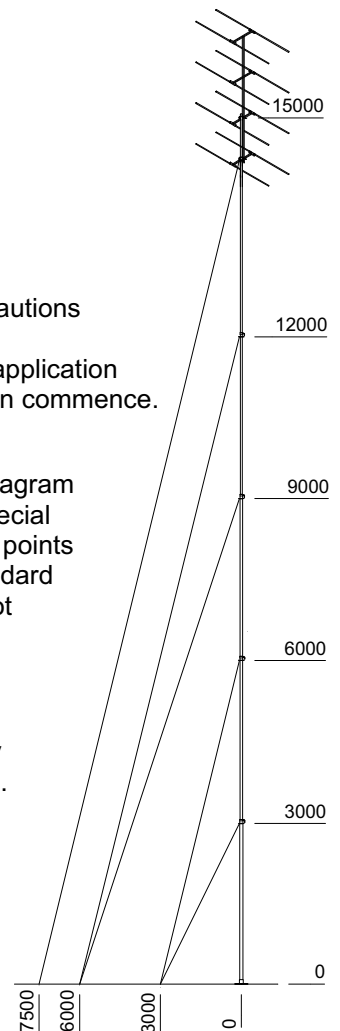 15000
autions
12000
application
n commence.
agram
9000
ecial
points
dard
ot
6000
.
3000
0
7500
6000
3000
0